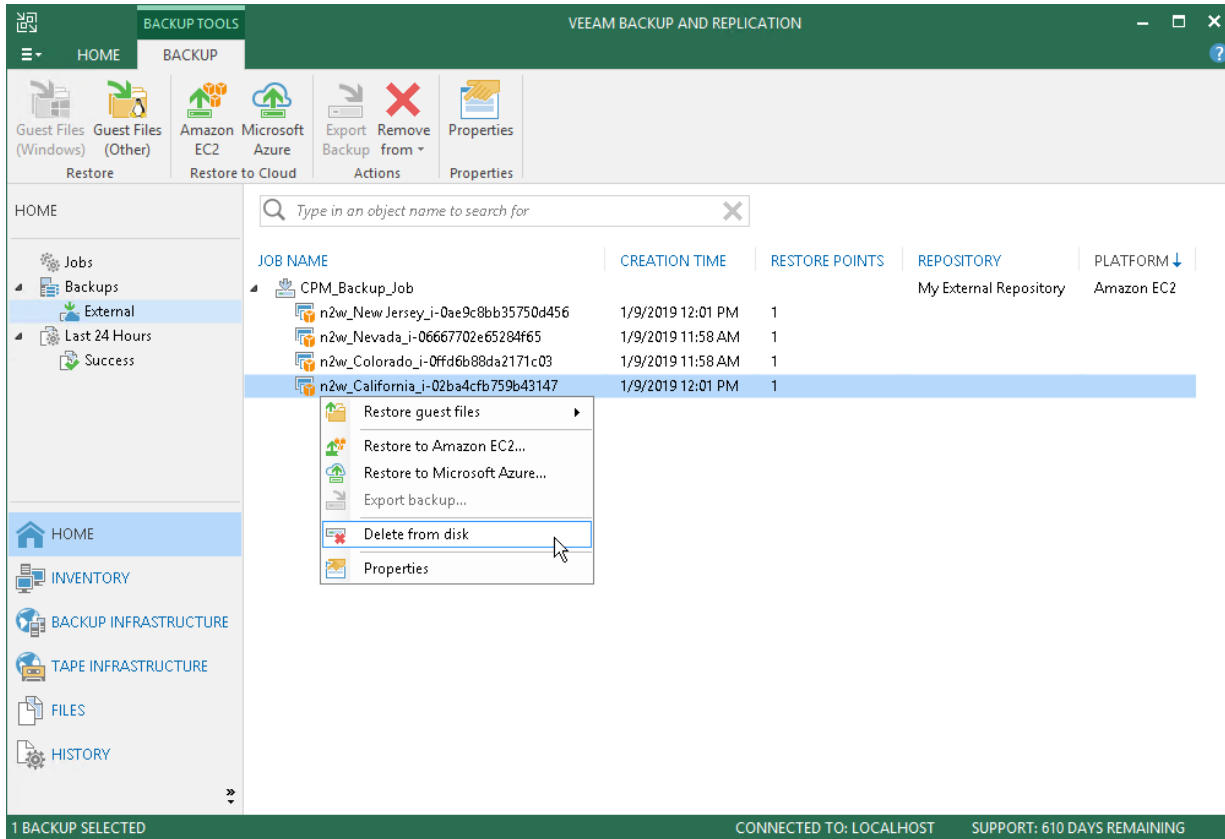 BACKUP TOOLS
VEEAM BACKUP AND REPLICATION
HOME BACKUP
?
Guest Files (Windows)
Guest Files (Other)
Amazon EC2
Microsoft Azure
Export Backup
Remove from
Properties
Restore
Restore to Cloud
Actions
Properties
HOME
Type in an object name to search for
Jobs
Backups
External
Last 24 Hours
Success
JOB NAME CREATION TIME RESTORE POINTS REPOSITORY PLATFORM
CPM_Backup_Job My External Repository Amazon EC2
n2w_New Jersey_i-0ae9c8bb35750d456 1/9/2019 12:01 PM 1
n2w_Nevada_i-06667702e65284f65 1/9/2019 11:58 AM 1
n2w_Colorado_i-0ffd6b88da2171c03 1/9/2019 11:58 AM 1
n2w_California_i-02ba4cfb759b43147 1/9/2019 12:01 PM 1
Restore guest files
Restore to Amazon EC2...
Restore to Microsoft Azure...
Export backup...
Delete from disk
Properties
HOME
INVENTORY
BACKUP INFRASTRUCTURE
TAPE INFRASTRUCTURE
FILES
HISTORY
1 BACKUP SELECTED CONNECTED TO: LOCALHOST SUPPORT: 610 DAYS REMAINING